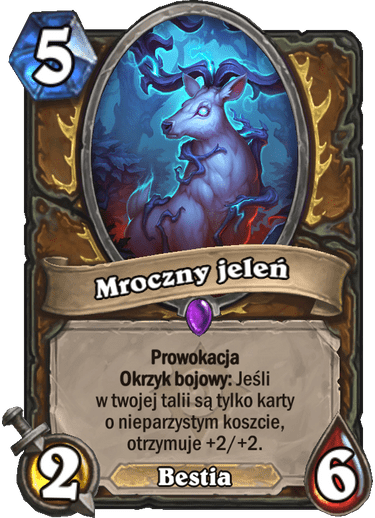 5
Mroczny jeleń
Prowokacja
Okrzyk bojowy: Jeśli
w twojej talii są tylko karty
o nieparzystym koszcie,
otrzymuje +2/+2.
2
Bestia
6